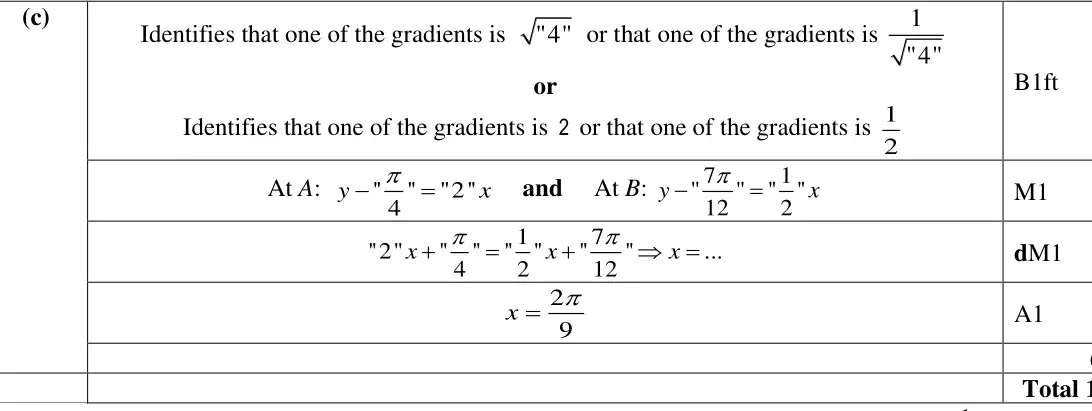 (c) Identifies that one of the gradients is √"4" or that one of the gradients is 1/√"4"
or
Identifies that one of the gradients is 2 or that one of the gradients is 1/2
B1ft
At A: y − "π/4" = "2" x and At B: y − "7π/12" = "1/2" x M1
"2" x + "π/4" = "1/2" x + "7π/12" ⇒ x = ... dM1
x = 2π/9 A1
(
Total 1